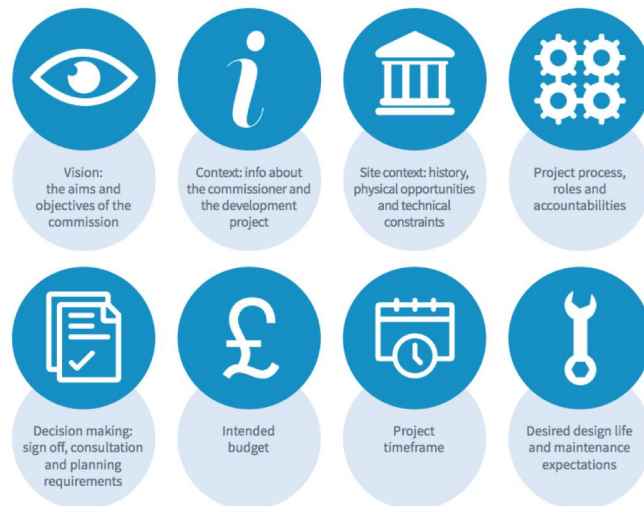 Vision:
the aims and
objectives of the
commission
Context: info about
the commissioner and
the development
project
Site context: history,
physical opportunities
and technical
constraints
Project process,
roles and
accountabilities
Decision making:
sign off, consultation
and planning
requirements
£
Intended
budget
Project
timeframe
Desired design life
and maintenance
expectations